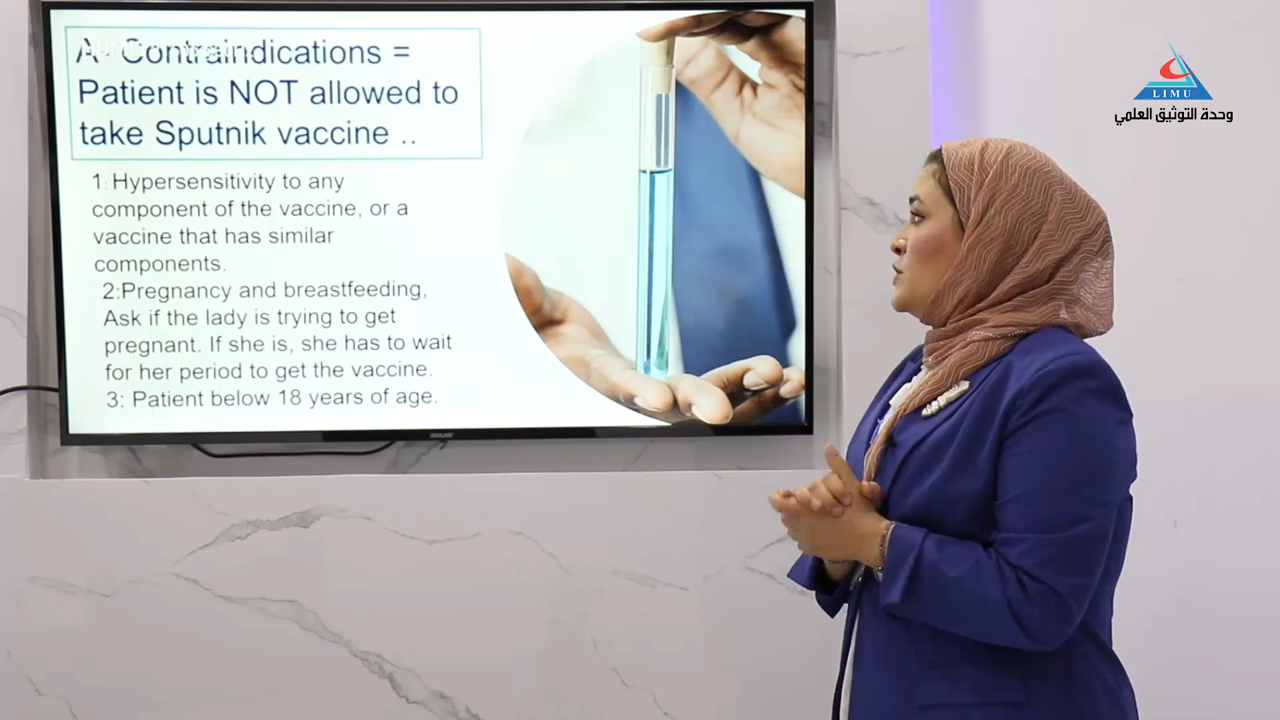 A- Contraindications =
Patient is NOT allowed to
take Sputnik vaccine ..
1: Hypersensitivity to any
component of the vaccine, or a
vaccine that has similar
components.
2:Pregnancy and breastfeeding,
Ask if the lady is trying to get
pregnant. If she is, she has to wait
for her period to get the vaccine.
3: Patient below 18 years of age.
LIMU
وحدة التوثيق العلمي